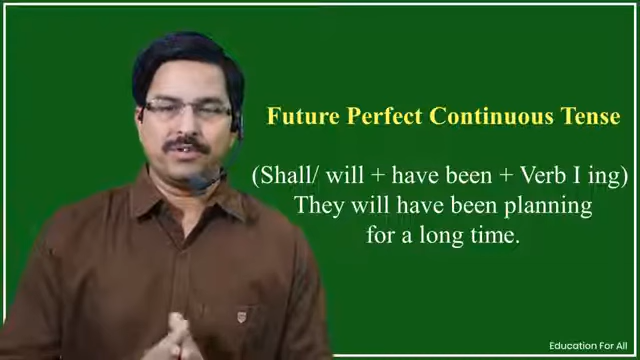 Future Perfect Continuous Tense
(Shall/ will + have been + Verb I ing)
They will have been planning
for a long time.
Education For All